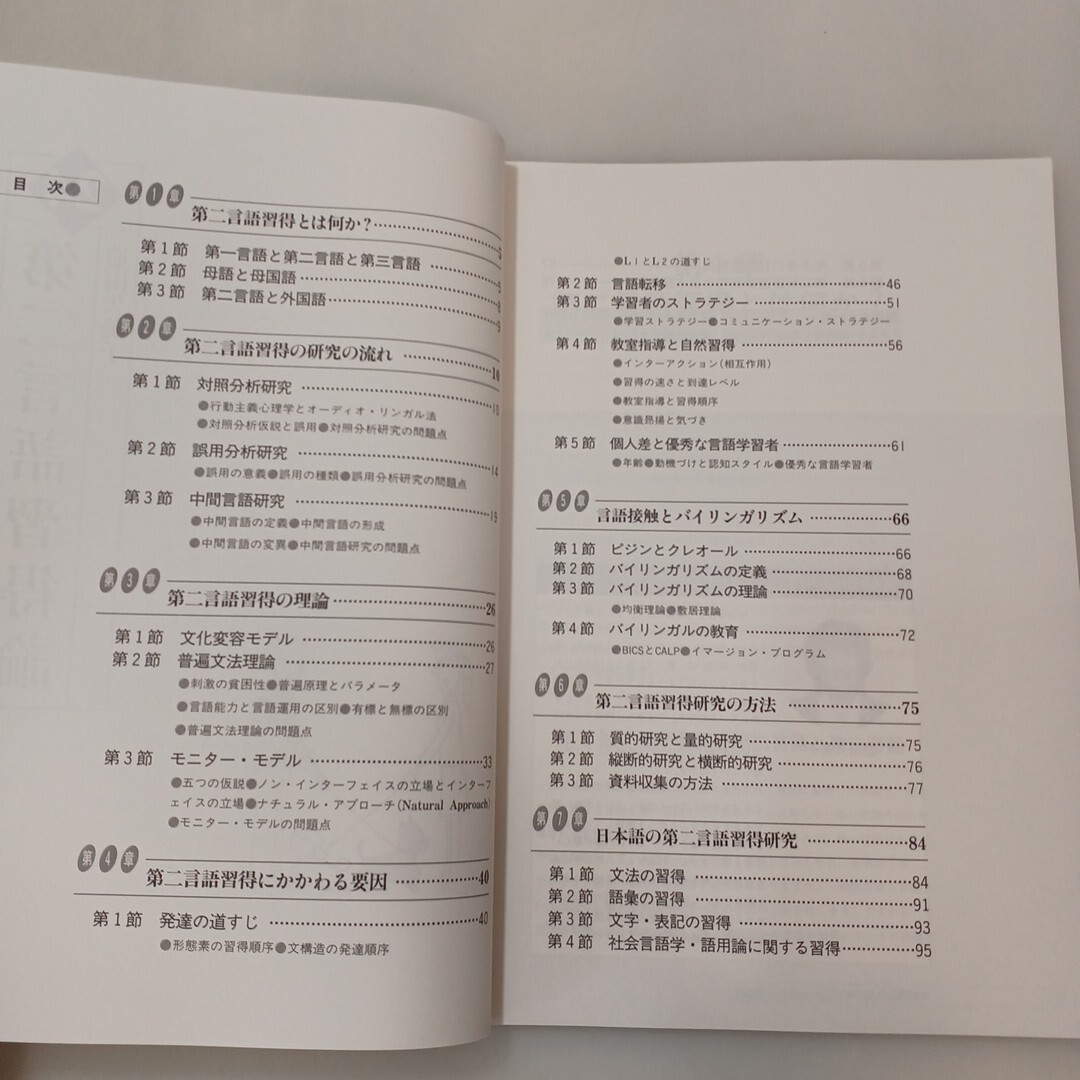 目 次●
第1章
第二言語習得とは何か？……………………5
第1節 第一言語と第二言語と第三言語 ……………5
第2節 母語と母国語……………………8
第3節 第二言語と外国語……………………9
第2章
第二言語習得の研究の流れ ……………10
第1節 対照分析研究 ……………………10
●行動主義心理学とオーディオ・リンガル法
●対照分析仮説と誤用●対照分析研究の問題点
第2節 誤用分析研究 ……………………14
●誤用の意義●誤用の種類●誤用分析研究の問題点
第3節 中間言語研究 ……………………19
●中間言語の定義●中間言語の形成
●中間言語の変異●中間言語研究の問題点
第3章
第二言語習得の理論……………………26
第1節 文化変容モデル ……………………26
第2節 普遍文法理論 ……………………27
●刺激の貧困性●普遍原理とパラメータ
●言語能力と言語運用の区別●有標と無標の区別
●普遍文法理論の問題点
第3節 モニター・モデル ……………………33
●五つの仮説●ノン・インターフェイスの立場とインターフ
ェイスの立場●ナチュラル・アプローチ(Natural Approach)
●モニター・モデルの問題点
第4章
第二言語習得にかかわる要因 …………40
第1節 発達の道すじ ……………………40
●形態素の習得順序●文構造の発達順序
●L1とL2の道すじ
第2節 言語転移 ……………………46
第3節 学習者のストラテジー ……………51
●学習ストラテジー●コミュニケーション・ストラテジー
第4節 教室指導と自然習得 ……………56
●インターアクション(相互作用)
●習得の速さと到達レベル
●教室指導と習得順序
●意識昂揚と気づき
第5節 個人差と優秀な言語学習者……………61
●年齢●動機づけと認知スタイル●優秀な言語学習者
第5章
言語接触とバイリンガリズム ……………66
第1節 ピジンとクレオール ……………………66
第2節 バイリンガリズムの定義……………………68
第3節 バイリンガリズムの理論……………………70
●均衡理論●敷居理論
第4節 バイリンガルの教育 ……………………72
●BICSとCALP●イマージョン・プログラム
第6章
第二言語習得研究の方法 ……………75
第1節 質的研究と量的研究 ……………………75
第2節 縦断的研究と横断的研究 ……………76
第3節 資料収集の方法 ……………………77
第7章
日本語の第二言語習得研究 ……………84
第1節 文法の習得 ……………………84
第2節 語彙の習得 ……………………91
第3節 文字・表記の習得 ……………………93
第4節 社会言語学・語用論に関する習得……………95